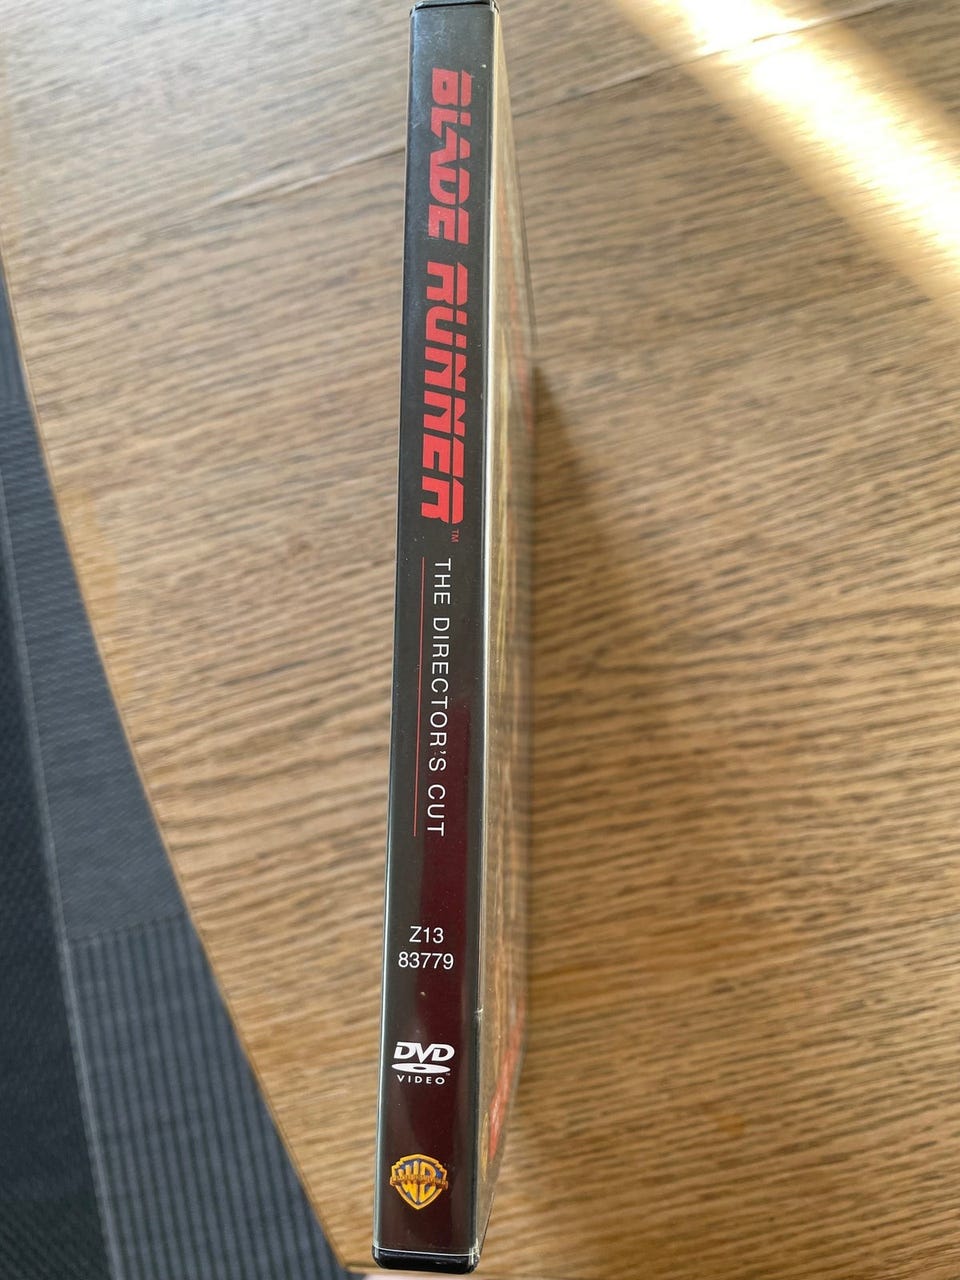 BLADE RUNNER™
THE DIRECTOR'S CUT
Z13
83779
DVD
VIDEO
WB